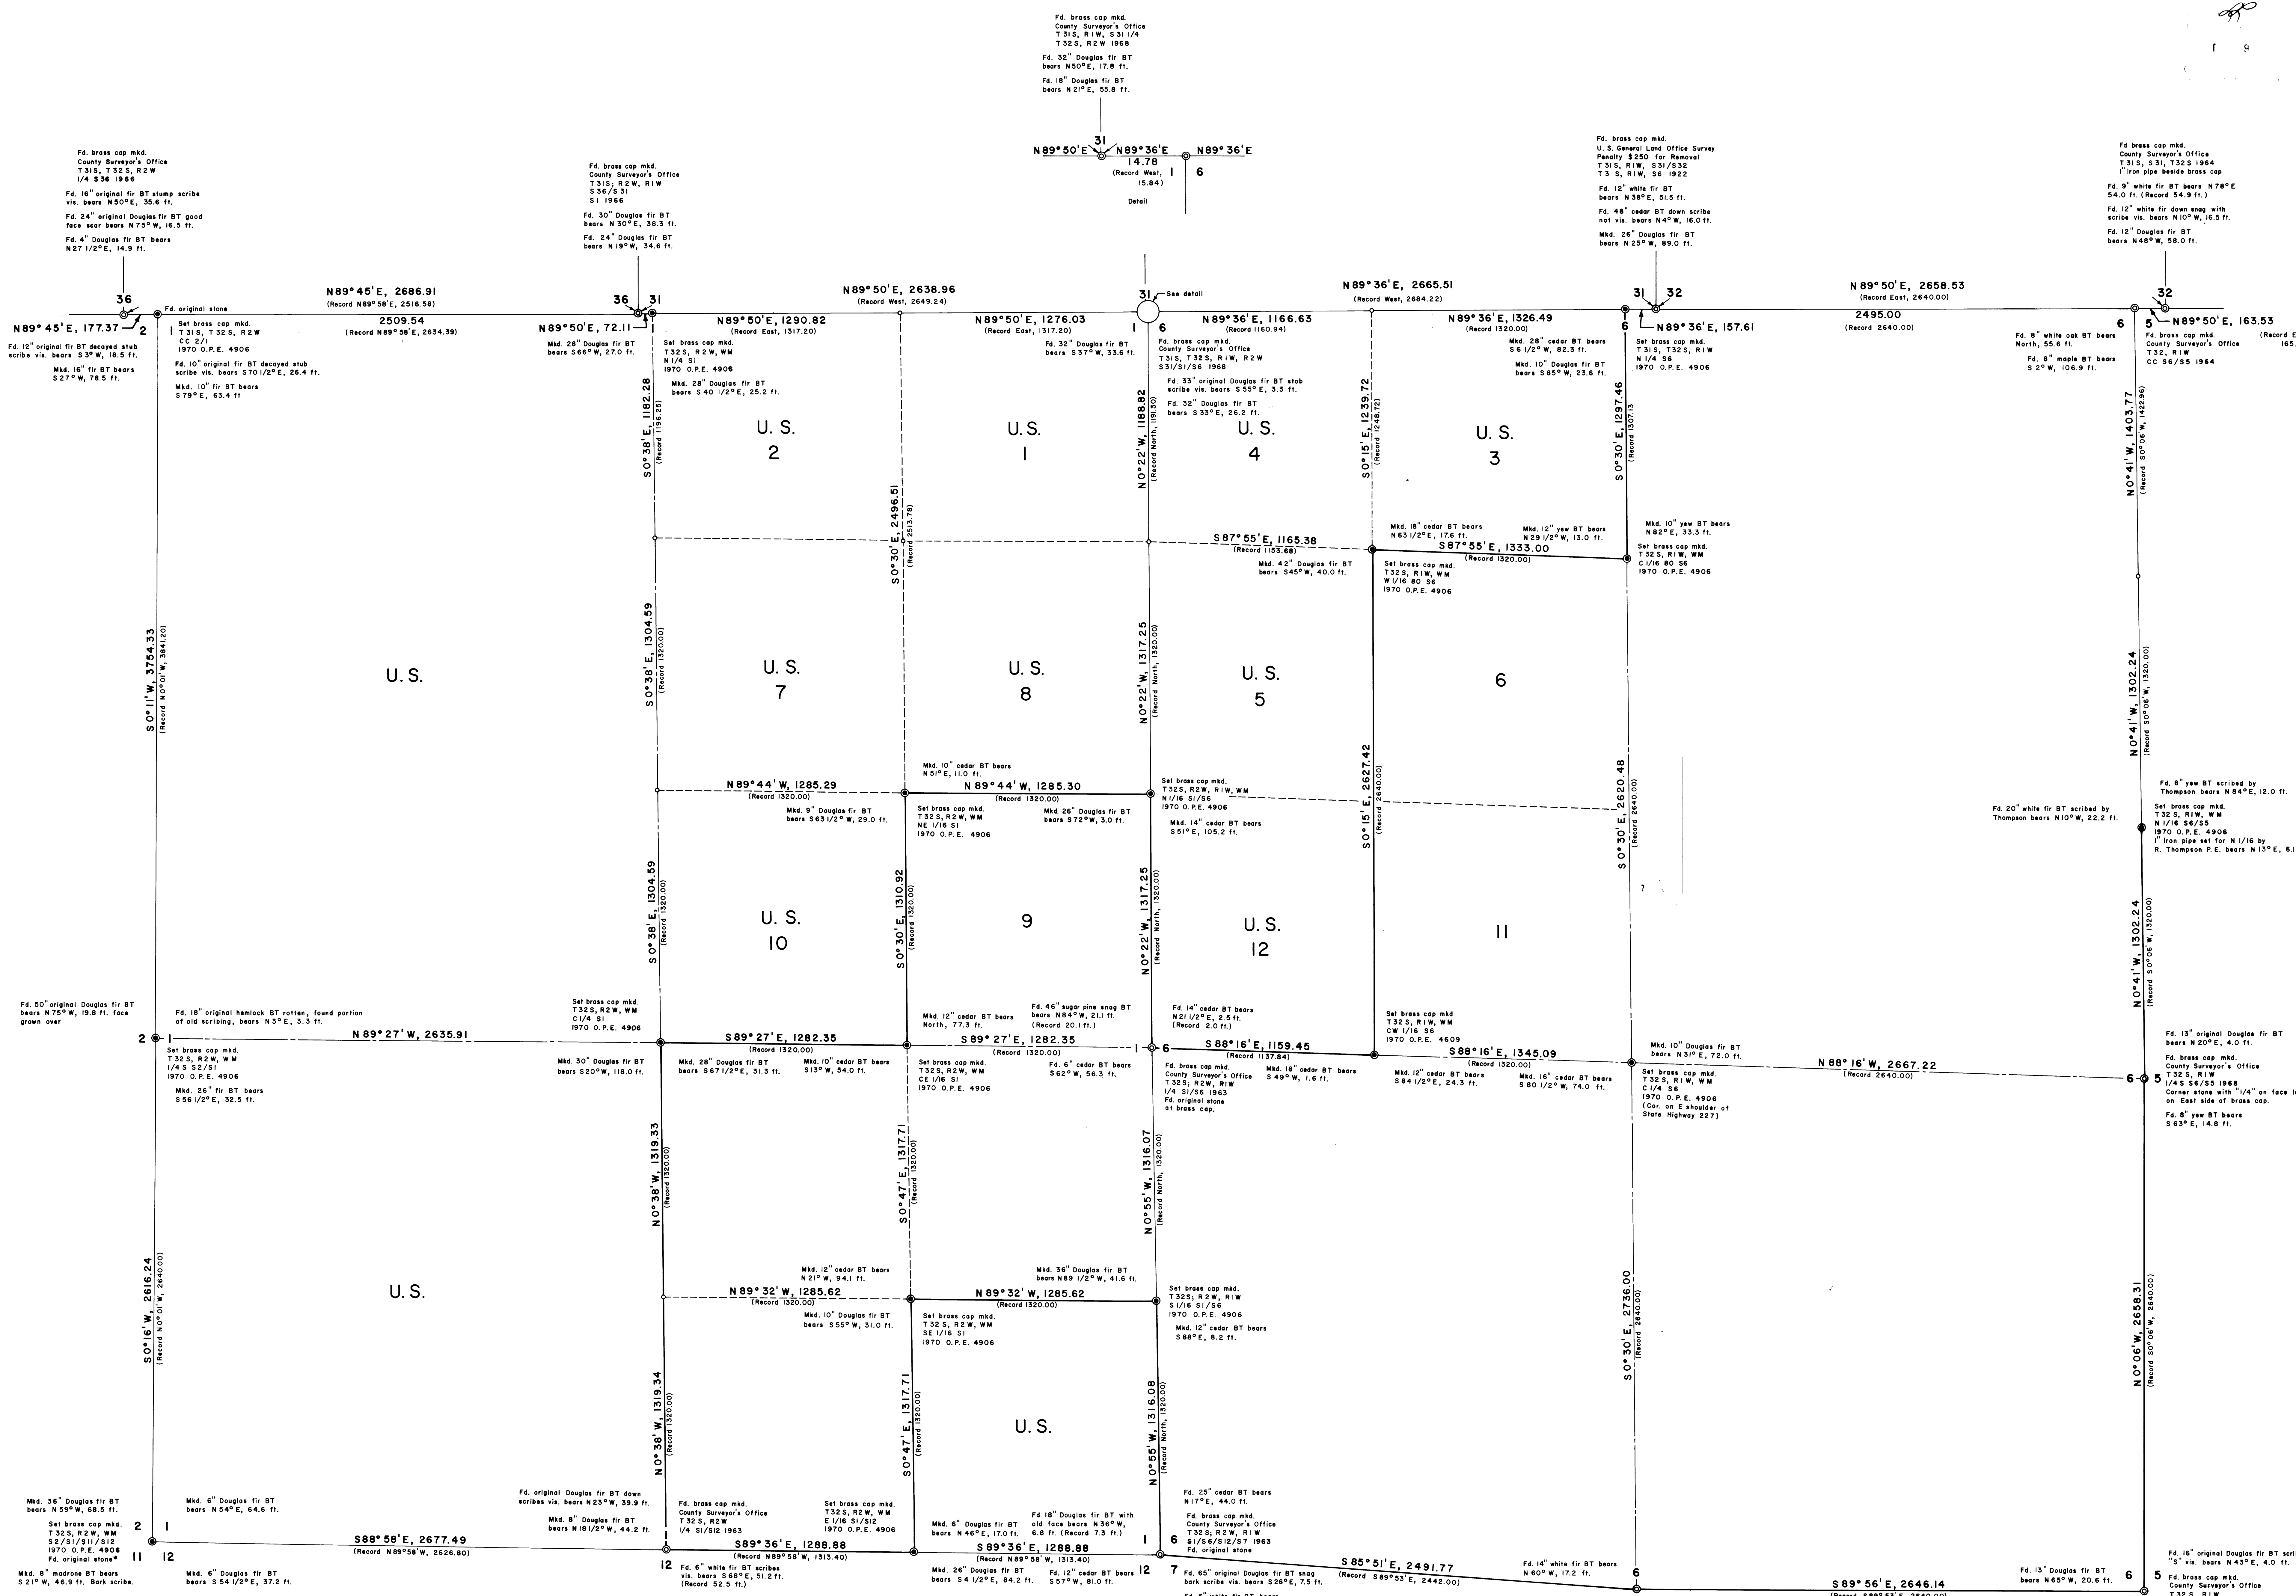 Fd. brass cap mkd.
County Surveyor's Office
T 31S, R 1W, S31 1/4
T 32S, R2W 1968
Fd. 32" Douglas fir BT
bears N50°E, 17.8 ft.
Fd. 18" Douglas fir BT
bears N21°E, 55.8 ft.
31
N89°50'E N89°36'E N89°36'E
14.78
(Record West, 1 6
15.84)
Detail
Fd. brass cap mkd.
County Surveyor's Office
T31S, T32S, R2W
1/4 S36 1966
Fd. 16" original fir BT stump scribe
vis. bears N50°E, 35.6 ft.
Fd. 24" original Douglas fir BT good
face scar bears N75°W, 16.5 ft.
Fd. 4" Douglas fir BT bears
N27 1/2°E, 14.9 ft.
Fd. brass cap mkd.
County Surveyor's Office
T31S; R2W, R1W
S36/S31
S1 1966
Fd. 30" Douglas fir BT
bears N30°E, 38.3 ft.
Fd. 24" Douglas fir BT
bears N19°W, 34.6 ft.
Fd. brass cap mkd.
U. S. General Land Office Survey
Penalty $250 for Removal
T31S, R1W, S31/S32
T3 S, R1W, S6 1922
Fd. 12" white fir BT
bears N38°E, 51.5 ft.
Fd. 48" cedar BT down scribe
not vis. bears N4°W, 16.0 ft.
Mkd. 26" Douglas fir BT
bears N25°W, 89.0 ft.
Fd brass cap mkd.
County Surveyor's Office
T31S, S31, T32S 1964
1" iron pipe beside brass cap
Fd. 9" white fir BT bears N78°E
54.0 ft. (Record 54.9 ft.)
Fd. 12" white fir down snag with
scribe vis. bears N10°W, 16.5 ft.
Fd. 12" Douglas fir BT
bears N48°W, 58.0 ft.
36
N89°45'E, 2686.91
(Record N89°58'E, 2516.58)
36 31
N89°50'E, 2638.96
(Record West, 2649.24)
31
See detail
N89°36'E, 2665.51
(Record West, 2684.22)
31 32
N89°50'E, 2658.53
(Record East, 2640.00)
32
Fd. original stone
N89°45'E, 177.37
2 1
2509.54
(Record N89°58'E, 2634.39)
N89°50'E, 72.11
1
N89°50'E, 1290.82
(Record East, 1317.20)
N89°50'E, 1276.03
(Record East, 1317.20)
1 6
N89°36'E, 1166.63
(Record 1160.94)
N89°36'E, 1326.49
(Record 1320.00)
6
N89°36'E, 157.61
2495.00
(Record 2640.00)
6 5
N89°50'E, 163.53
(Record E
165.
Set brass cap mkd.
T31S, T32S, R2W
CC 2/1
1970 O.P.E. 4906
Fd. 12" original fir BT decayed stub
scribe vis. bears S3°W, 18.5 ft.
Mkd. 16" fir BT bears
S27°W, 78.5 ft.
Fd. 10" original fir BT decayed stub
scribe vis. bears S70 1/2°E, 26.4 ft.
Mkd. 10" fir BT bears
S79°E, 63.4 ft
Mkd. 28" Douglas fir BT
bears S66°W, 27.0 ft.
Set brass cap mkd.
T32S, R2W, WM
N 1/4 S1
1970 O.P.E. 4906
Mkd. 28" Douglas fir BT
bears S40 1/2°E, 25.2 ft.
Fd. 32" Douglas fir BT
bears S37°W, 33.6 ft.
Fd. brass cap mkd.
County Surveyor's Office
T31S, T32S, R1W, R2W
S31/S1/S6 1968
Fd. 33" original Douglas fir BT stob
scribe vis. bears S55°E, 3.3 ft.
Fd. 32" Douglas fir BT
bears S33°E, 26.2 ft.
Mkd. 28" cedar BT bears
S6 1/2°W, 82.3 ft.
Mkd. 10" Douglas fir BT
bears S85°W, 23.6 ft.
Set brass cap mkd.
T31S, T32S, R1W
N 1/4 S6
1970 O.P.E. 4906
Fd. 8" white oak BT bears
North, 55.6 ft.
Fd. 8" maple BT bears
S2°W, 106.9 ft.
Fd. brass cap mkd.
County Surveyor's Office
T32, R1W
CC S6/S5 1964
S0°38'E, 1182.28
(Record 1196.25)
U. S.
2
U. S.
1
N0°22'W, 1188.82
(Record North, 1191.30)
U. S.
4
S0°15'E, 1239.72
(Record 1248.72)
U. S.
3
S0°30'E, 1297.46
(Record 1307.13
N0°41'W, 1403.77
(Record S0°06'W, 1422.96)
S0°30'E, 2496.51
(Record 2513.78)
S87°55'E, 1165.38
(Record 1153.68)
Mkd. 42" Douglas fir BT
bears S45°W, 40.0 ft.
Mkd. 18" cedar BT bears
N63 1/2°E, 17.6 ft.
Mkd. 12" yew BT bears
N29 1/2°W, 13.0 ft.
S87°55'E, 1333.00
(Record 1320.00)
Set brass cap mkd.
T32S, R1W, WM
W 1/16 80 S6
1970 O.P.E. 4906
Mkd. 10" yew BT bears
N82°E, 33.3 ft.
Set brass cap mkd.
T32S, R1W, WM
C 1/16 80 S6
1970 O.P.E. 4906
S0°11'W, 3754.33
(Record N0°01'W, 3841.20)
U. S.
S0°38'E, 1304.59
(Record 1320.00)
U. S.
7
U. S.
8
N0°22'W, 1317.25
(Record North, 1320.00)
U. S.
5
6
N0°41'W, 1302.24
(Record S0°06'W, 1320.00)
N89°44'W, 1285.29
(Record 1320.00)
Mkd. 10" cedar BT bears
N51°E, 11.0 ft.
N89°44'W, 1285.30
(Record 1320.00)
Mkd. 9" Douglas fir BT
bears S63 1/2°W, 29.0 ft.
Set brass cap mkd.
T32S, R2W, WM
NE 1/16 S1
1970 O.P.E. 4906
Mkd. 26" Douglas fir BT
bears S72°W, 3.0 ft.
Set brass cap mkd.
T32S, R2W, R1W, WM
N 1/16 S1/S6
1970 O.P.E. 4906
Mkd. 14" cedar BT bears
S51°E, 105.2 ft.
S0°15'E, 2627.42
(Record 2640.00)
S0°30'E, 2620.48
(Record 2640.00)
Fd. 20" white fir BT scribed by
Thompson bears N10°W, 22.2 ft.
Fd. 8" yew BT scribed by
Thompson bears N84°E, 12.0 ft.
Set brass cap mkd.
T32S, R1W, WM
N 1/16 S6/S5
1970 O.P.E. 4906
1" iron pipe set for N 1/16 by
R. Thompson P.E. bears N13°E, 6.1
S0°38'E, 1304.59
(Record 1320.00)
U. S.
10
S0°30'E, 1310.92
(Record 1320.00)
9
N0°22'W, 1317.25
(Record North, 1320.00)
U. S.
12
11
N0°41'W, 1302.24
(Record S0°06'W, 1320.00)
Fd. 50" original Douglas fir BT
bears N75°W, 19.8 ft. face
grown over
Fd. 18" original hemlock BT rotten, found portion
of old scribing, bears N3°E, 3.3 ft.
2 1
N89°27'W, 2635.91
Set brass cap mkd.
T32S, R2W, WM
1/4 S S2/S1
1970 O.P.E. 4906
Mkd. 26" fir BT bears
S56 1/2°E, 32.5 ft.
Set brass cap mkd.
T32S, R2W, WM
C 1/4 S1
1970 O.P.E. 4906
Mkd. 30" Douglas fir BT
bears S20°W, 118.0 ft.
S89°27'E, 1282.35
(Record 1320.00)
Mkd. 28" Douglas fir BT
bears S67 1/2°E, 31.3 ft.
Mkd. 10" cedar BT bears
S13°W, 54.0 ft.
Mkd. 12" cedar BT bears
North, 77.3 ft.
Fd. 46" sugar pine snag BT
bears N84°W, 21.1 ft.
(Record 20.1 ft.)
S89°27'E, 1282.35
(Record 1320.00)
Set brass cap mkd.
T32S, R2W, WM
CE 1/16 S1
1970 O.P.E. 4906
Fd. 6" cedar BT bears
S62°W, 56.3 ft.
Fd. 14" cedar BT bears
N21 1/2°E, 2.5 ft.
(Record 2.0 ft.)
1 6
S88°16'E, 1159.45
(Record 1137.84)
Fd. brass cap mkd.
County Surveyor's Office
T32S; R2W, R1W
1/4 S1/S6 1963
Fd. original stone
at brass cap.
Mkd. 18" cedar BT bears
S49°W, 1.6 ft.
Set brass cap mkd
T32S, R1W, WM
CW 1/16 S6
1970 O.P.E. 4609
S88°16'E, 1345.09
(Record 1320.00)
Mkd. 12" cedar BT bears
S84 1/2°E, 24.3 ft.
Mkd. 16" cedar BT bears
S80 1/2°W, 74.0 ft.
Mkd. 10" Douglas fir BT
bears N31°E, 72.0 ft.
Set brass cap mkd.
T32S, R1W, WM
C 1/4 S6
1970 O.P.E. 4906
(Cor. on E shoulder of
State Highway 227)
N88°16'W, 2667.22
(Record 2640.00)
6 5
Fd. 13" original Douglas fir BT
bears N20°E, 4.0 ft.
Fd. brass cap mkd.
County Surveyor's Office
T32S, R1W
1/4 S S6/S5 1968
Corner stone with "1/4" on face
on East side of brass cap.
Fd. 8" yew BT bears
S63°E, 14.8 ft.
S0°16'W, 2616.24
(Record N0°01'W, 2640.00)
U. S.
N0°38'W, 1319.33
(Record 1320.00)
S0°47'E, 1317.71
(Record 1320.00)
N0°55'W, 1316.07
(Record North, 1320.00)
S0°30'E, 2736.00
(Record 2640.00)
N0°06'W, 2658.31
(Record S0°06'W, 2640.00)
Mkd. 12" cedar BT bears
N21°W, 94.1 ft.
Mkd. 36" Douglas fir BT
bears N89 1/2°W, 41.6 ft.
N89°32'W, 1285.62
(Record 1320.00)
N89°32'W, 1285.62
(Record 1320.00)
Mkd. 10" Douglas fir BT
bears S55°W, 31.0 ft.
Set brass cap mkd.
T32S, R2W, WM
SE 1/16 S1
1970 O.P.E. 4906
Set brass cap mkd.
T32S; R2W, R1W
S 1/16 S1/S6
1970 O.P.E. 4906
Mkd. 12" cedar BT bears
S88°E, 8.2 ft.
N0°38'W, 1319.34
(Record 1320.00)
S0°47'E, 1317.71
(Record 1320.00)
U. S.
N0°55'W, 1316.08
(Record North, 1320.00)
Mkd. 36" Douglas fir BT
bears N59°W, 68.5 ft.
Mkd. 6" Douglas fir BT
bears N54°E, 64.6 ft.
Set brass cap mkd.
T32S, R2W, WM
S2/S1/S11/S12
1970 O.P.E. 4906
Fd. original stone*
2 1
11 12
Mkd. 8" madrone BT bears
S21°W, 46.9 ft. Bark scribe.
Mkd. 6" Douglas fir BT
bears S54 1/2°E, 37.2 ft.
S88°58'E, 2677.49
(Record N89°58'W, 2626.80)
Fd. original Douglas fir BT down
scribes vis. bears N23°W, 39.9 ft.
Mkd. 8" Douglas fir BT
bears N18 1/2°W, 44.2 ft.
1
12
Fd. brass cap mkd.
County Surveyor's Office
T32S, R2W
1/4 S1/S12 1963
Fd. 6" white fir BT scribes
vis. bears S68°E, 51.2 ft.
(Record 52.5 ft.)
S89°36'E, 1288.88
(Record N89°58'W, 1313.40)
Set brass cap mkd.
T32S, R2W, WM
E 1/16 S1/S12
1970 O.P.E. 4906
Mkd. 6" Douglas fir BT
bears N46°E, 17.0 ft.
Fd. 18" Douglas fir BT with
old face bears N36°W,
6.8 ft. (Record 7.3 ft.)
S89°36'E, 1288.88
(Record N89°58'W, 1313.40)
Mkd. 26" Douglas fir BT
bears S4 1/2°E, 84.2 ft.
Fd. 12" cedar BT bears
S57°W, 81.0 ft.
1 6
12 7
Fd. 25" cedar BT bears
N17°E, 44.0 ft.
Fd. brass cap mkd.
County Surveyor's Office
T32S; R2W, R1W
S1/S6/S12/S7 1963
Fd. original stone
Fd. 65" original Douglas fir BT snag
bark scribe vis. bears S26°E, 7.5 ft.
S85°51'E, 2491.77
(Record S89°53'E, 2442.00)
Fd. 14" white fir BT bears
N60°W, 17.2 ft.
6
S89°56'E, 2646.14
Fd. 13" Douglas fir BT
bears N65°W, 20.6 ft.
6 5
Fd. 16" original Douglas fir BT
"S" vis. bears N43°E, 4.0 ft.
Fd. brass cap mkd.
County Surveyor's Office
T32S, R1W